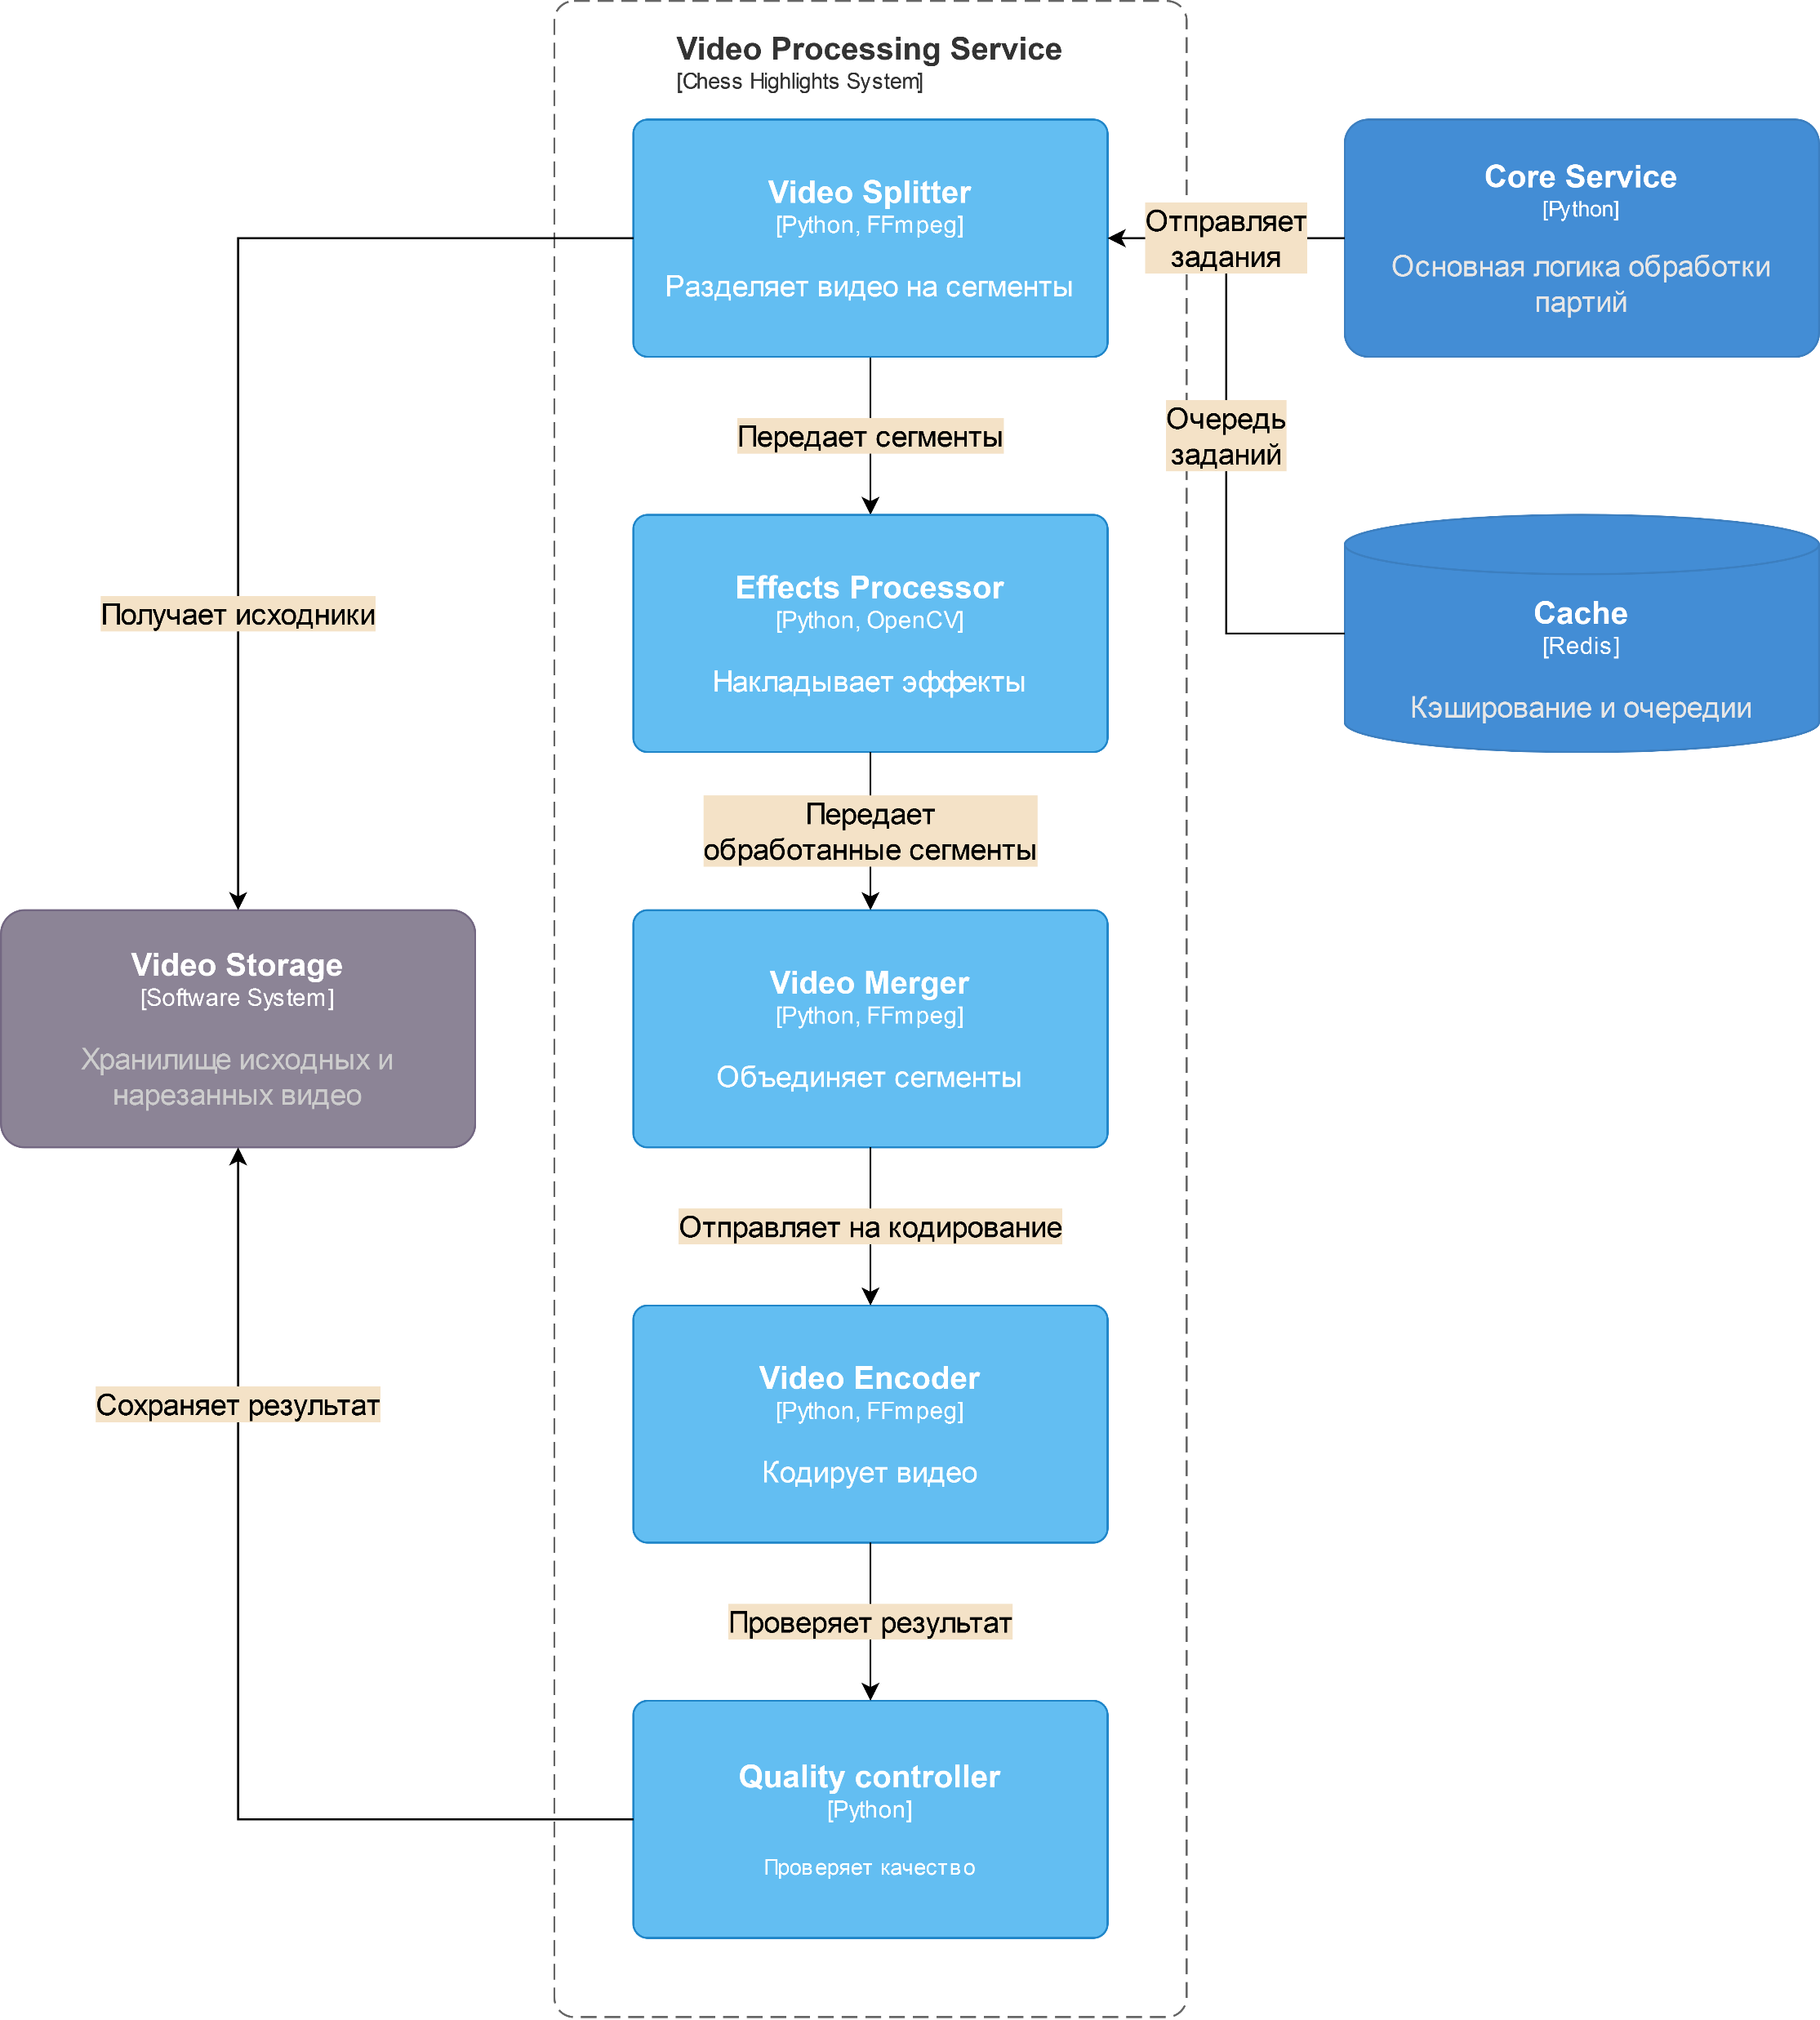 Video Processing Service
[Chess Highlights System]
Video Splitter
[Python, FFmpeg]
Разделяет видео на сегменты
Отправляет
задания
Core Service
[Python]
Основная логика обработки
партий
Передает сегменты
Очередь
заданий
Effects Processor
[Python, OpenCV]
Накладывает эффекты
Cache
[Redis]
Кэширование и очередии
Получает исходники
Передает
обработанные сегменты
Video Storage
[Software System]
Хранилище исходных и
нарезанных видео
Video Merger
[Python, FFmpeg]
Объединяет сегменты
Отправляет на кодирование
Video Encoder
[Python, FFmpeg]
Кодирует видео
Сохраняет результат
Проверяет результат
Quality controller
[Python]
Проверяет качество